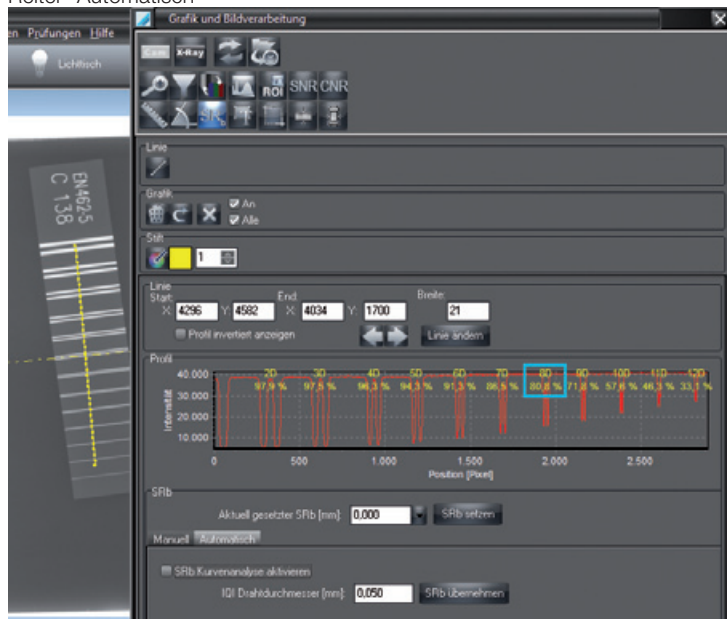 Reiter "Automatisch"
Grafik und Bildverarbeitung
en Prüfungen Hilfe
Lichttisch
Cam X-Ray
ROI SNR CNR
SRb
EN462-5
C 138
Linie
Grafik
An
Alle
Stift
1
Linie
Start: End: Breite:
X: 4296 Y: 4582 X: 4034 Y: 1700 21
Profil invertiert anzeigen
Linie ändern
Profil
40.000
30.000
20.000
10.000
Intensität
20 30 40 50 60 70 80 90 100 110 120
97,9 % 97,5 % 96,3 % 94,3 % 91,3 % 86,5 % 80,8 % 71,8 % 57,6 % 46,3 % 33,1 %
0 500 1.000 1.500 2.000 2.500
Position [Pixel]
SRb
Aktuell gesetzter SRb [mm]: 0,000 SRb setzen
Manuell Automatisch
SRb Kurvenanalyse aktivieren
IQI Drahtdurchmesser [mm]: 0,050 SRb übernehmen